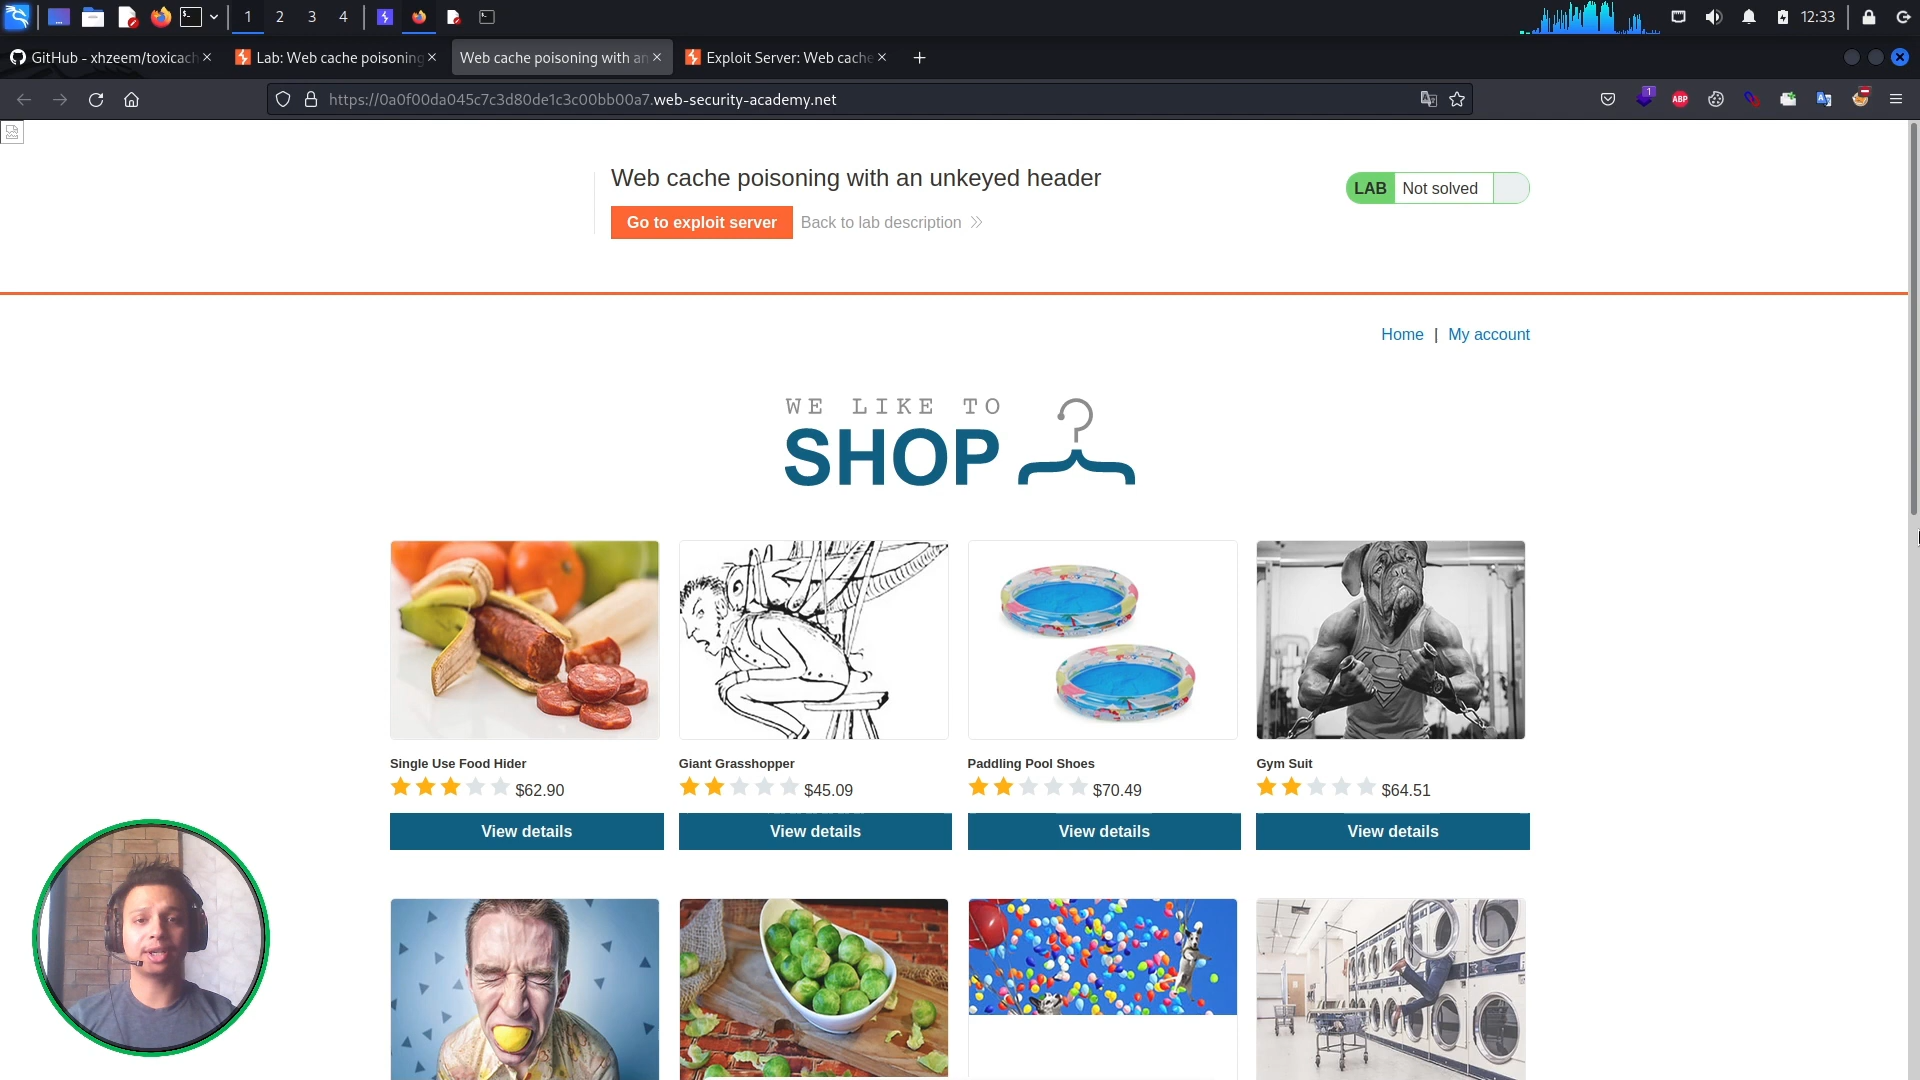 1 2 3 4
12:33
GitHub - xhzeem/toxicach
Lab: Web cache poisoning
Web cache poisoning with an
Exploit Server: Web cache
https://0a0f00da045c7c3d80de1c3c00bb00a7.web-security-academy.net
1
ABP
Web cache poisoning with an unkeyed header
LAB Not solved
Go to exploit server
Back to lab description
Home | My account
WE LIKE TO
SHOP
Single Use Food Hider
$62.90
View details
Giant Grasshopper
$45.09
View details
Paddling Pool Shoes
$70.49
View details
Gym Suit
$64.51
View details